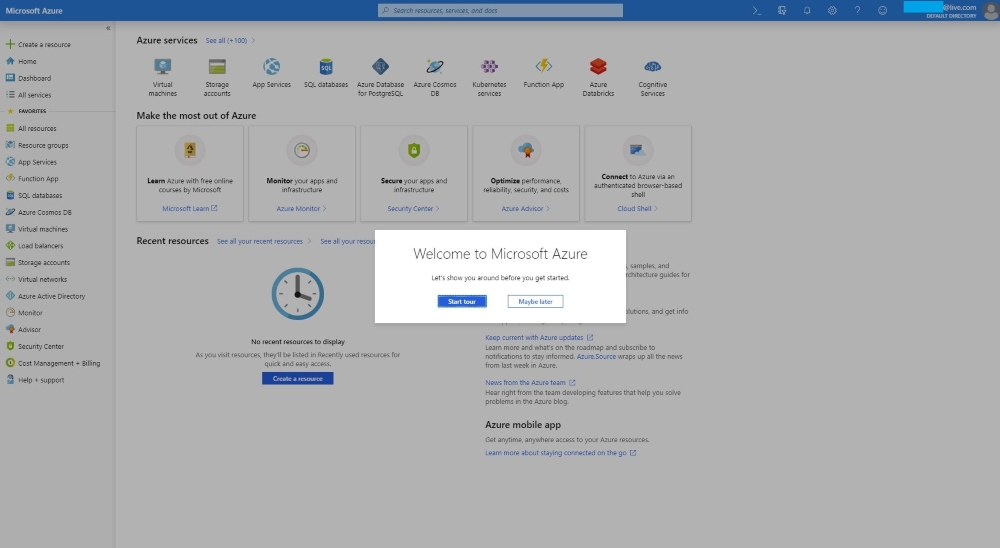 Microsoft Azure
Search resources, services, and docs
@live.com
DEFAULT DIRECTORY
Create a resource
Home
Dashboard
All services
FAVORITES
All resources
Resource groups
App Services
Function App
SQL databases
Azure Cosmos DB
Virtual machines
Load balancers
Storage accounts
Virtual networks
Azure Active Directory
Monitor
Advisor
Security Center
Cost Management + Billing
Help + support
Azure services
See all (+100)
Virtual
machines
Storage
accounts
App Services
SQL
SQL databases
Azure Database
for PostgreSQL
Azure Cosmos
DB
Kubernetes
services
Function App
Azure
Databricks
Cognitive
Services
Make the most out of Azure
Learn Azure with free online
courses by Microsoft
Microsoft Learn
Monitor your apps and
infrastructure
Azure Monitor
Secure your apps and
infrastructure
Security Center
Optimize performance,
reliability, security, and costs
Azure Advisor
Connect to Azure via an
authenticated browser-based
shell
Cloud Shell
Recent resources
See all your recent resources
See all your resou
No recent resources to display
As you visit resources, they'll be listed in Recently used resources for
quick and easy access.
Create a resource
Welcome to Microsoft Azure
Let's show you around before you get started.
Start tour
Maybe later
, samples, and
rchitecture guides for
olutions, and get into
Keep current with Azure updates
Learn more and what's on the roadmap and subscribe to
notifications to stay informed. Azure.Source wraps up all the news
from last week in Azure.
News from the Azure team
Hear right from the team developing features that help you solve
problems in the Azure blog.
Azure mobile app
Get anytime, anywhere access to your Azure resources.
Learn more about staying connected on the go